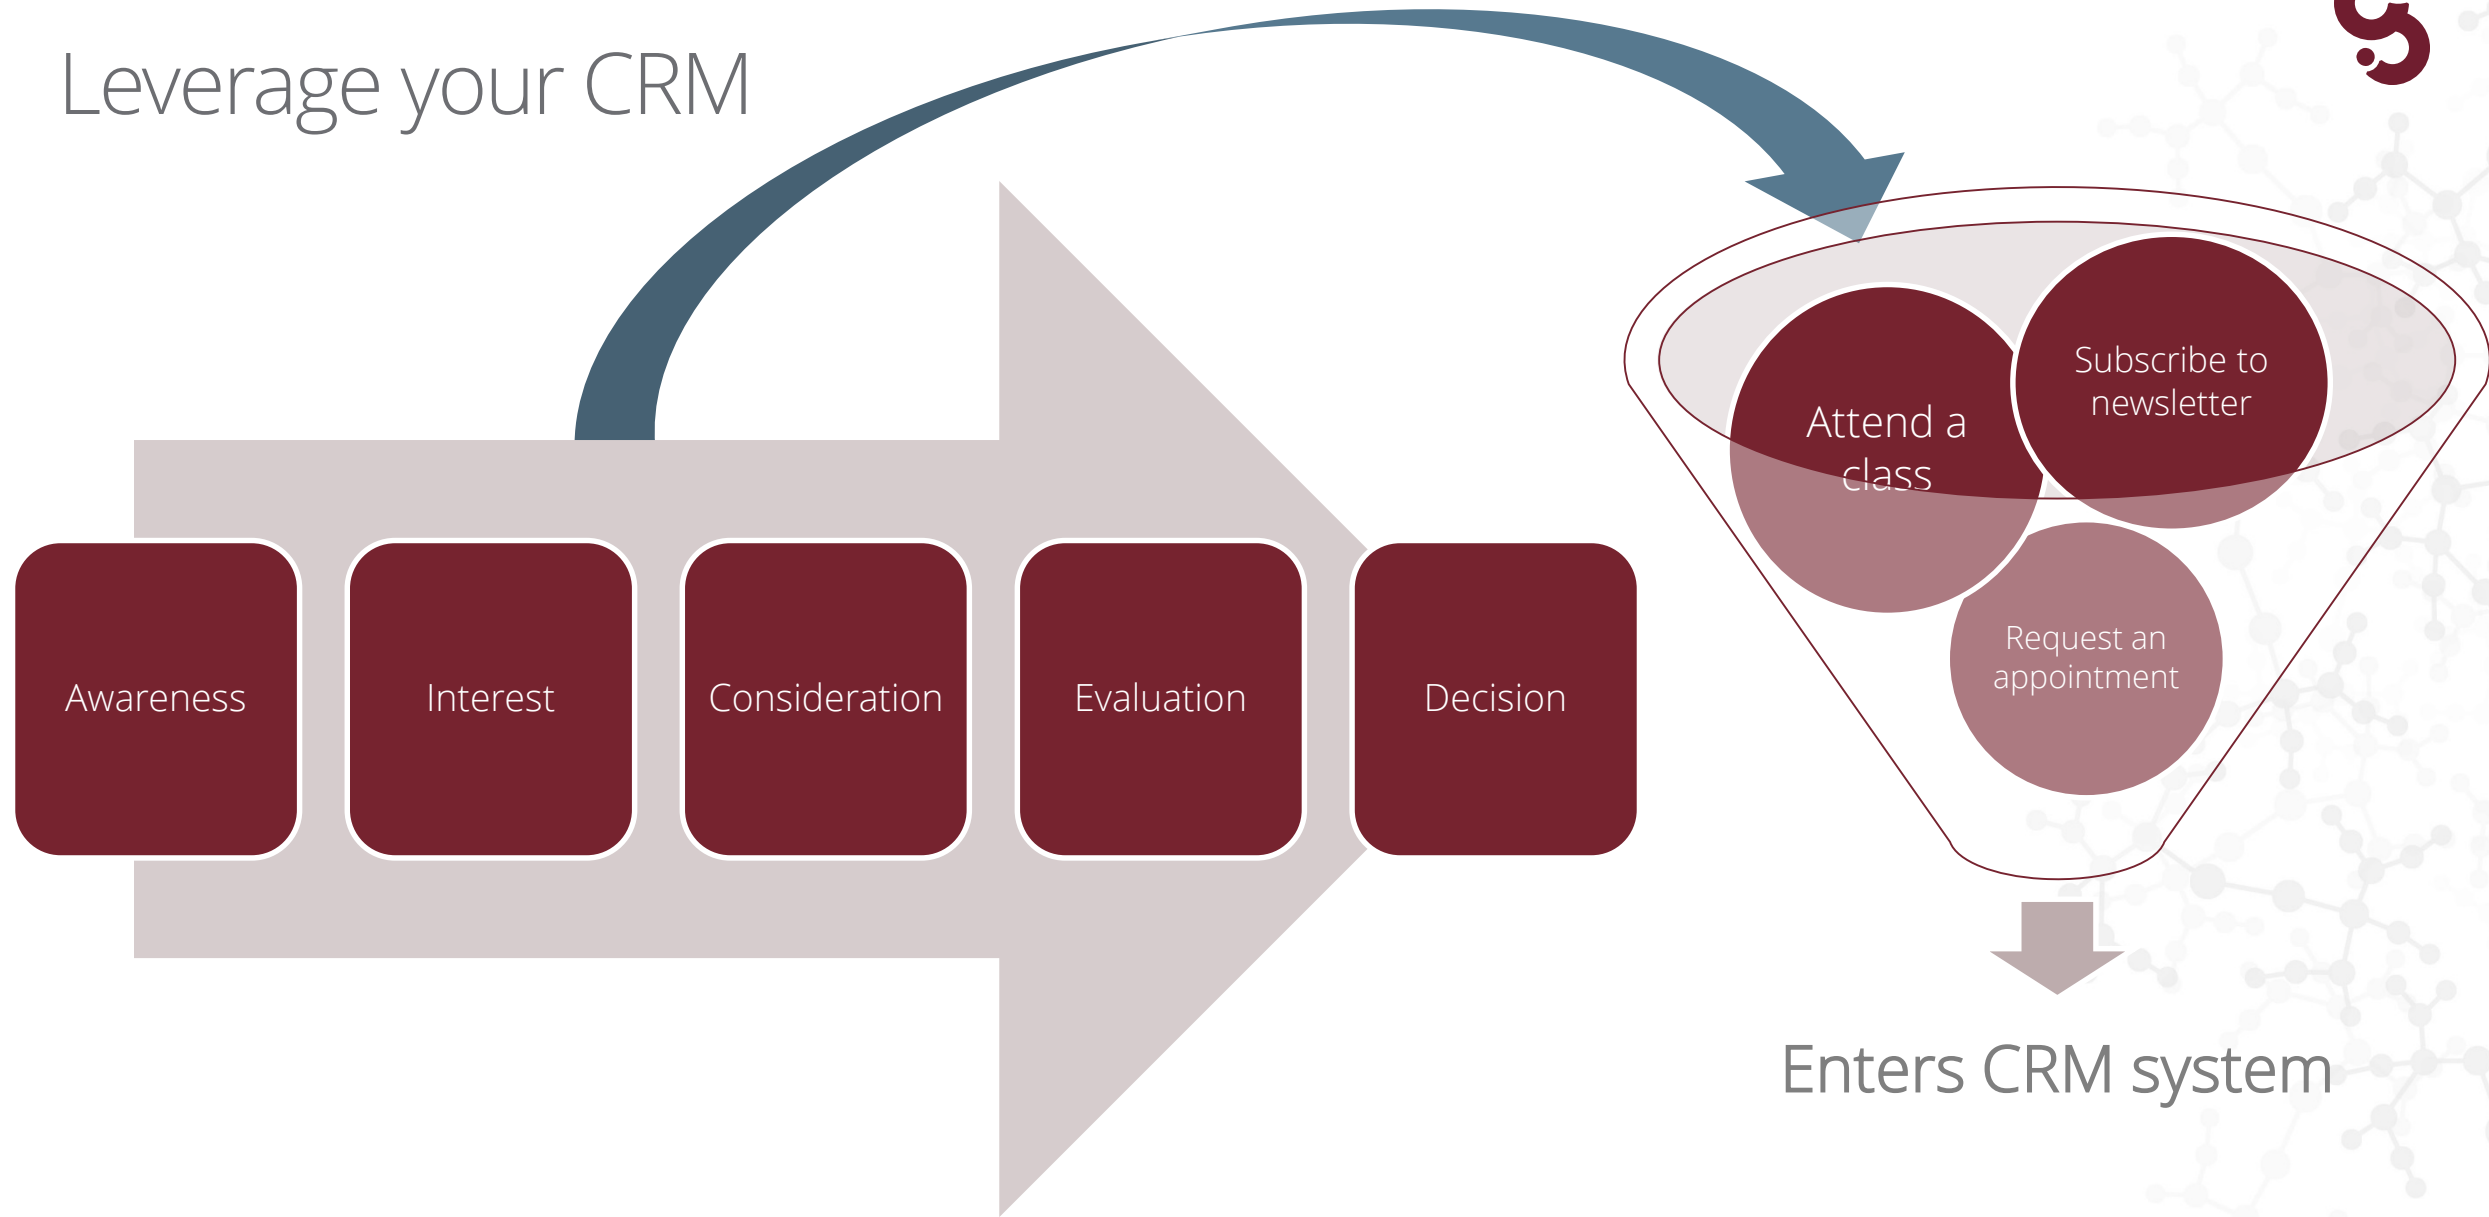 Leverage your CRM
Awareness
Interest
Consideration
Evaluation
Decision
Attend a
class
Subscribe to
newsletter
Request an
appointment
Enters CRM system